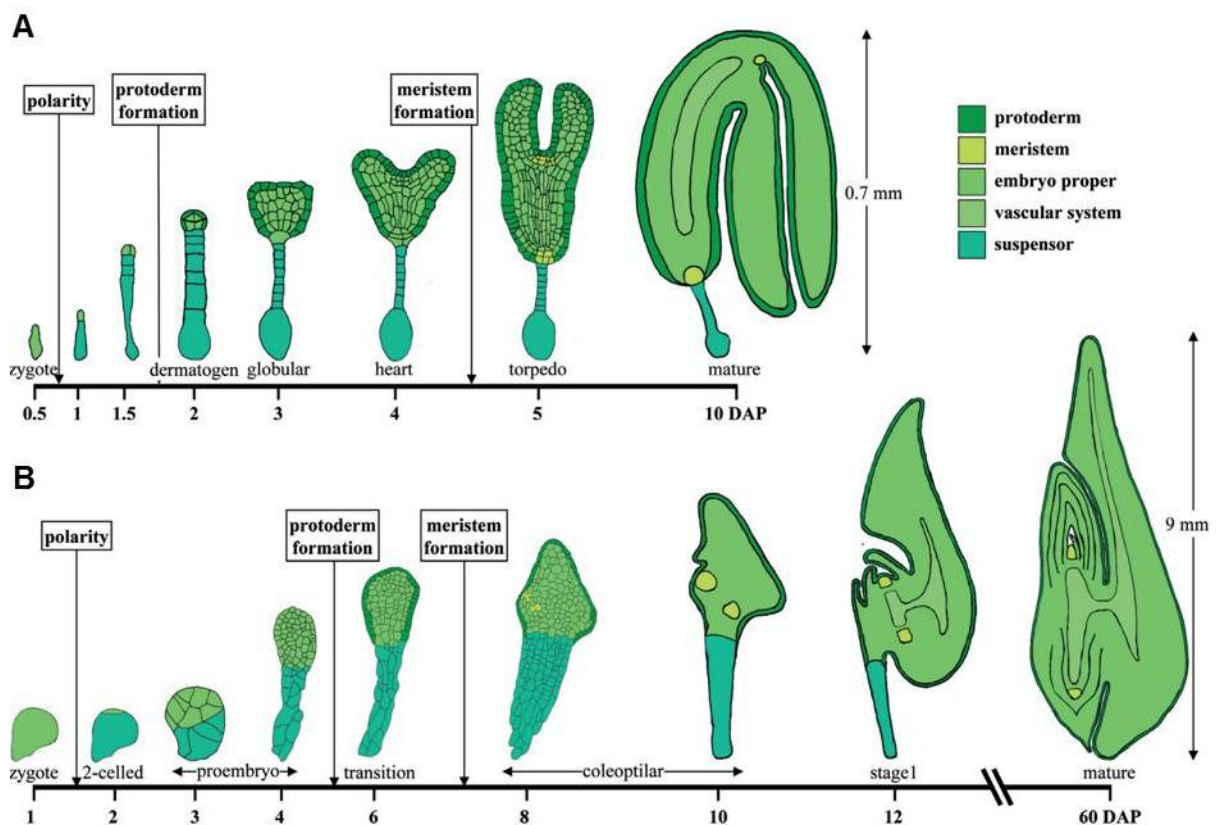 A
polarity
protoderm
formation
meristem
formation
protoderm
meristem
embryo proper
vascular system
suspensor
0.7 mm
zygote
dermatogen
globular
heart
torpedo
mature
0.5 1 1.5 2 3 4 5 10 DAP
B
polarity
protoderm
formation
meristem
formation
9 mm
zygote 2-celled proembryo transition coleoptilar stage1 mature
1 2 3 4 6 8 10 12 60 DAP